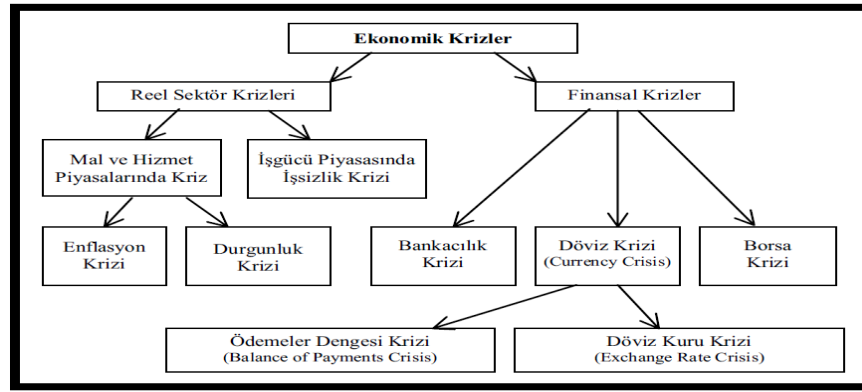 Ekonomik Krizler
Reel Sektör Krizleri
Finansal Krizler
Mal ve Hizmet
Piyasalarında Kriz
İşgücü Piyasasında
İşsizlik Krizi
Enflasyon
Krizi
Durgunluk
Krizi
Bankacılık
Krizi
Döviz Krizi
(Currency Crisis)
Borsa
Krizi
Ödemeler Dengesi Krizi
(Balance of Payments Crisis)
Döviz Kuru Krizi
(Exchange Rate Crisis)